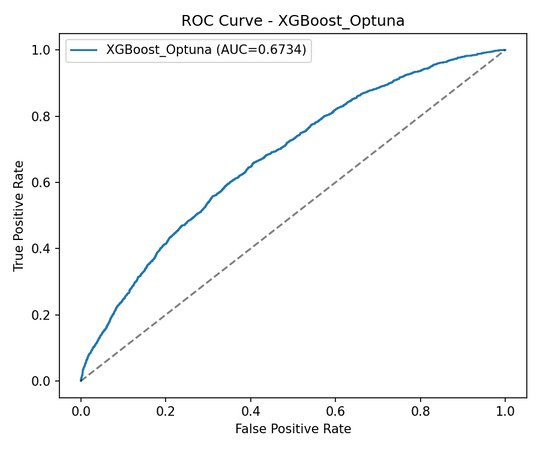 ROC Curve - XGBoost_Optuna
XGBoost_Optuna (AUC=0.6734)
True Positive Rate
1.0
0.8
0.6
0.4
0.2
0.0
0.0 0.2 0.4 0.6 0.8 1.0
False Positive Rate